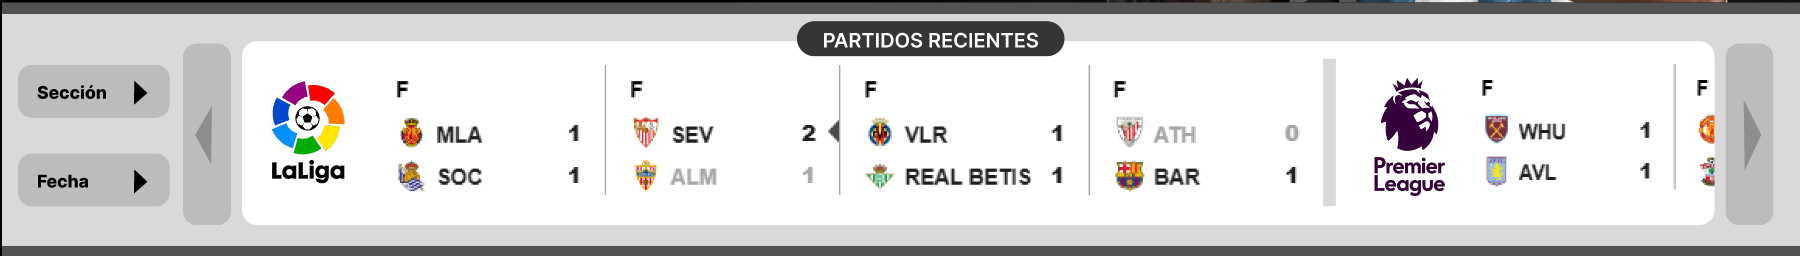 PARTIDOS RECIENTES
Sección
Fecha
LaLiga
F
MLA 1
SOC 1
F
SEV 2
ALM 1
F
VLR 1
REAL BETIS 1
F
ATH 0
BAR 1
Premier
League
F
WHU 1
AVL 1
F